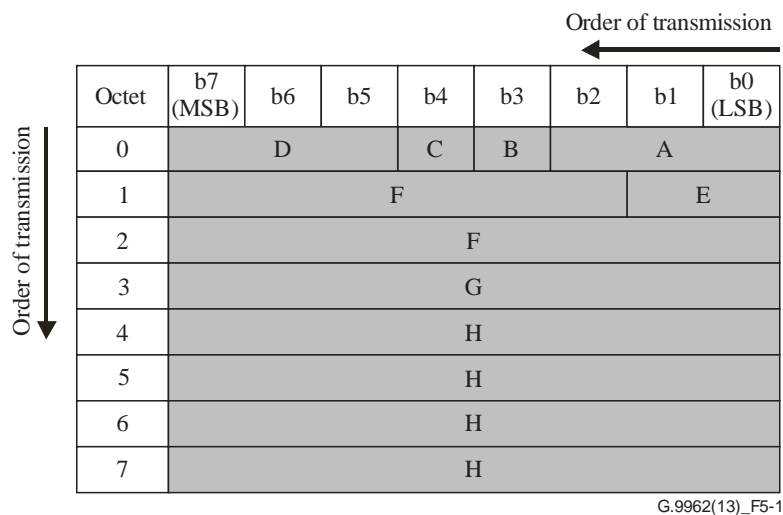 Order of transmission
Octet b7 (MSB) b6 b5 b4 b3 b2 b1 b0 (LSB)
Order of transmission
0 D C B A
1 F E
2 F
3 G
4 H
5 H
6 H
7 H
G.9962(13)_F5-1